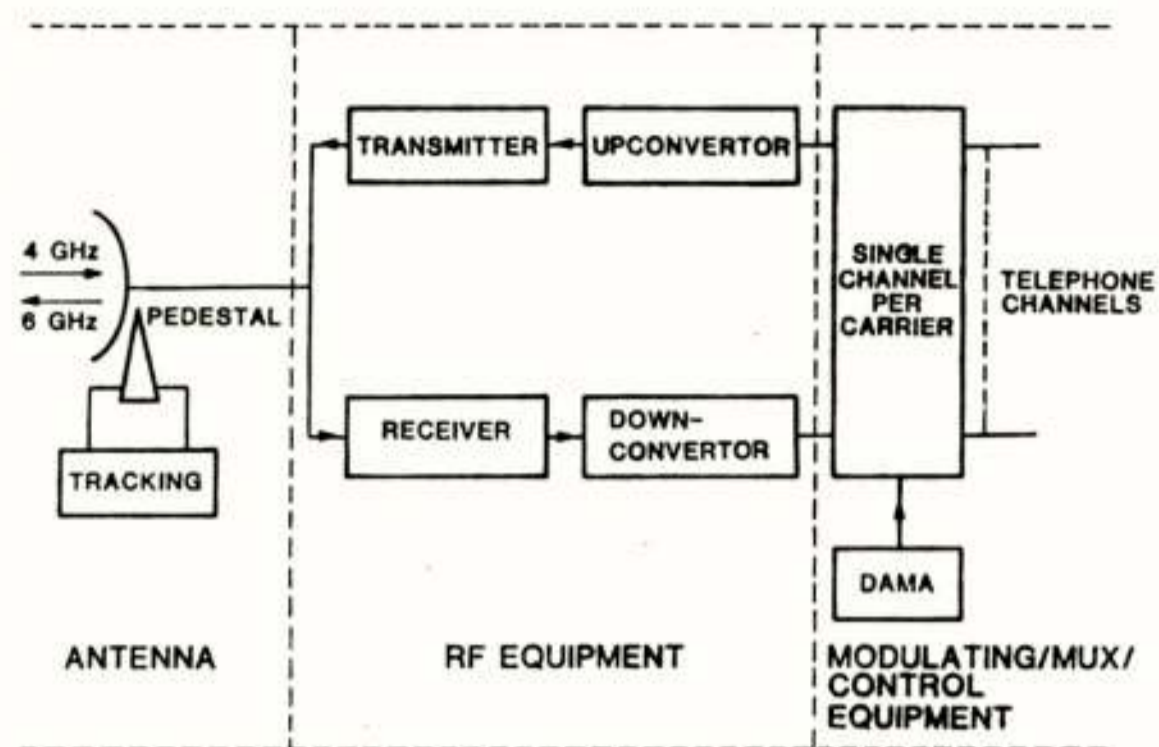 TRANSMITTER
UPCONVERTOR
4 GHz
6 GHz
PEDESTAL
TRACKING
RECEIVER
DOWN-
CONVERTOR
SINGLE
CHANNEL
PER
CARRIER
TELEPHONE
CHANNELS
DAMA
ANTENNA
RF EQUIPMENT
MODULATING/MUX/
CONTROL
EQUIPMENT